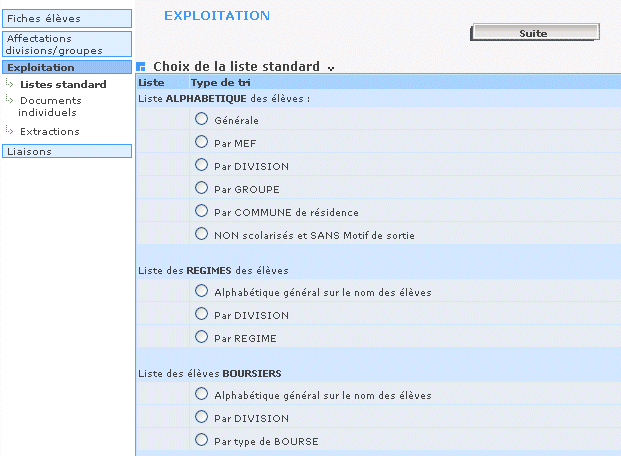 Fiches élèves
Affectations
divisions/groupes
Exploitation
Listes standard
Documents
individuels
Extractions
Liaisons
EXPLOITATION
Suite
Choix de la liste standard
Liste Type de tri
Liste ALPHABETIQUE des élèves :
Générale
Par MEF
Par DIVISION
Par GROUPE
Par COMMUNE de résidence
NON scolarisés et SANS Motif de sortie
Liste des REGIMES des élèves
Alphabétique général sur le nom des élèves
Par DIVISION
Par REGIME
Liste des élèves BOURSIERS
Alphabétique général sur le nom des élèves
Par DIVISION
Par type de BOURSE